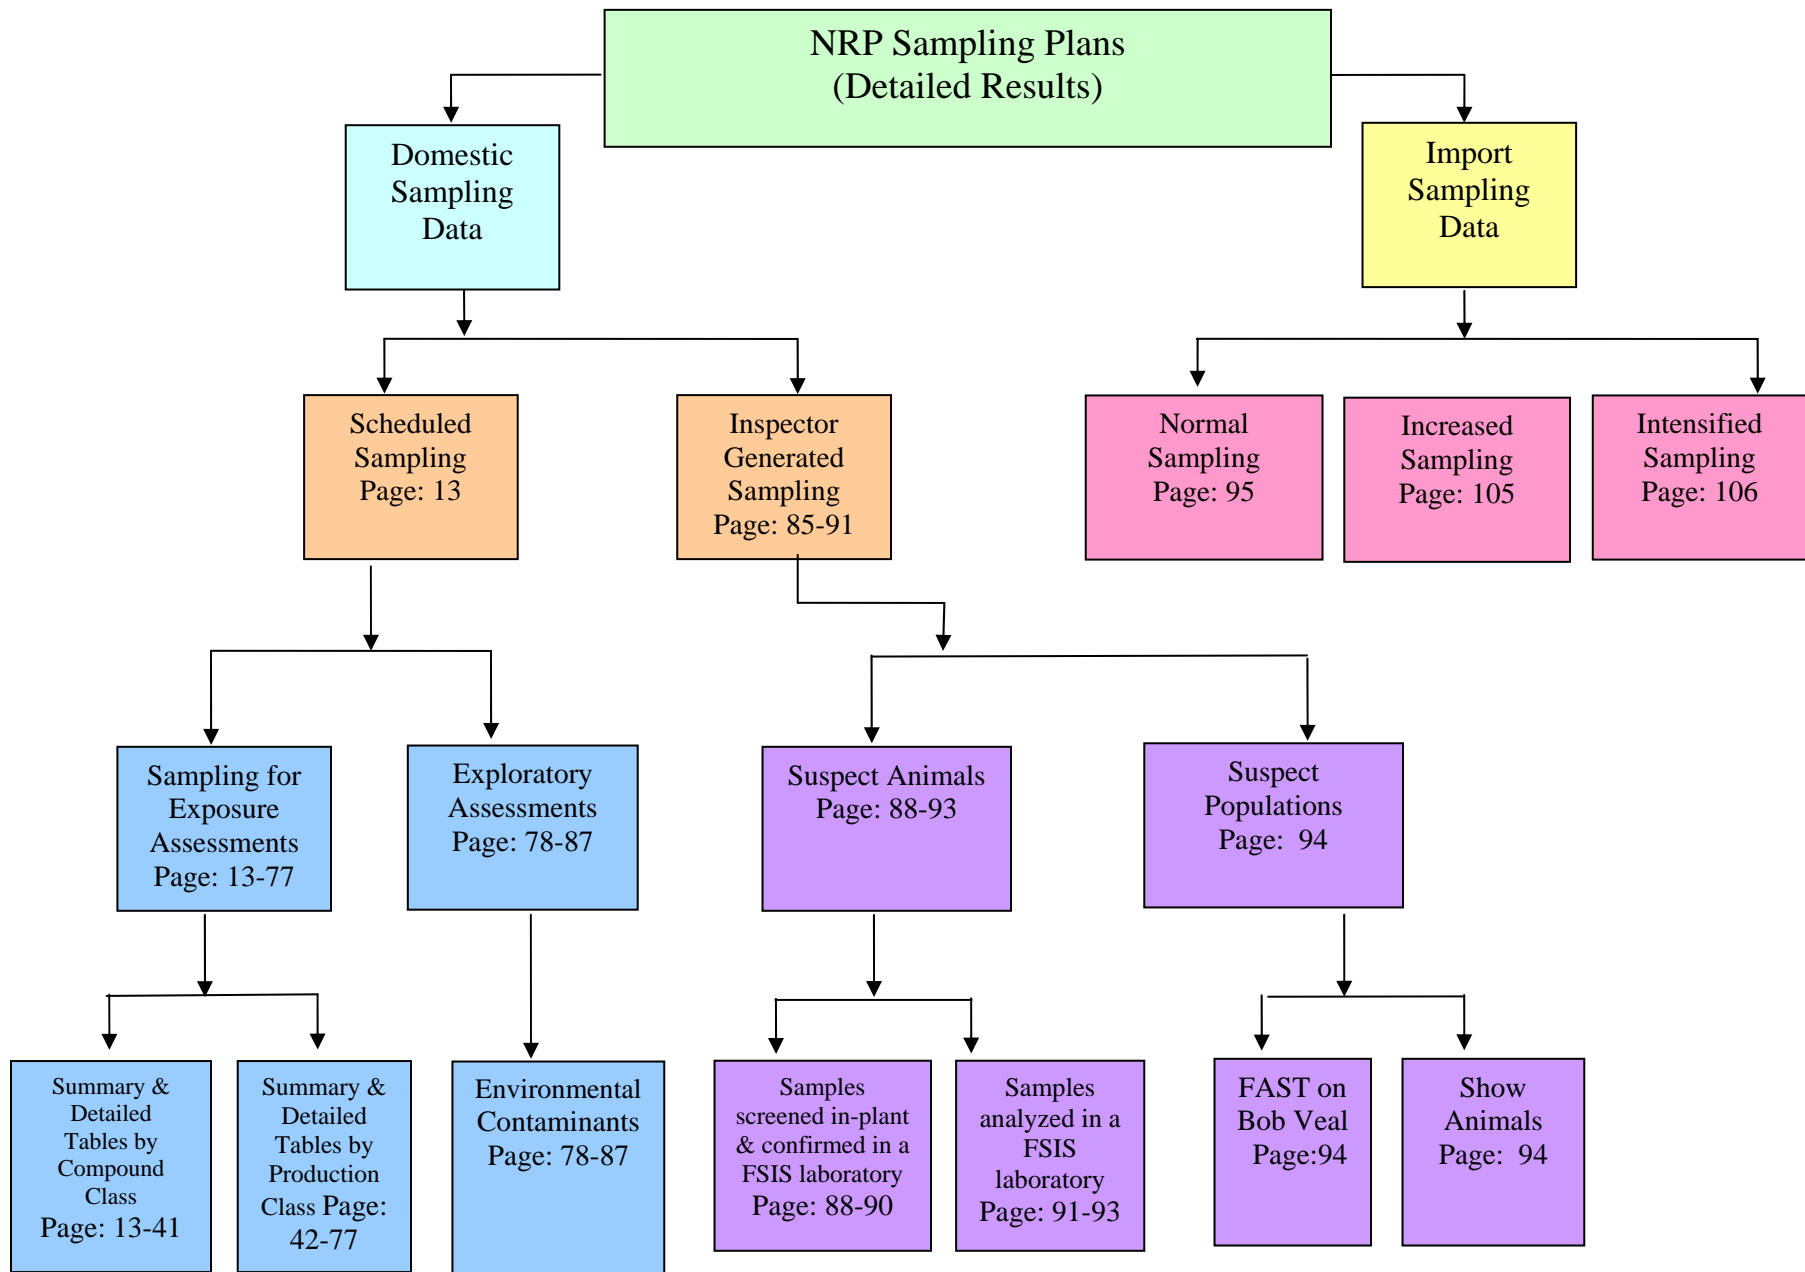 NRP Sampling Plans
(Detailed Results)
Domestic
Sampling
Data
Import
Sampling
Data
Scheduled
Sampling
Page: 13
Inspector
Generated
Sampling
Page: 85-91
Normal
Sampling
Page: 95
Increased
Sampling
Page: 105
Intensified
Sampling
Page: 106
Sampling for
Exposure
Assessments
Page: 13-77
Exploratory
Assessments
Page: 78-87
Suspect Animals
Page: 88-93
Suspect
Populations
Page:  94
Summary &
Detailed
Tables by
Compound
Class
Page: 13-41
Summary &
Detailed
Tables by
Production
Class Page:
42-77
Environmental
Contaminants
Page: 78-87
Samples
screened in-plant
& confirmed in a
FSIS laboratory
Page: 88-90
Samples
analyzed in a
FSIS
laboratory
Page: 91-93
FAST on
Bob Veal
Page:94
Show
Animals
Page:  94